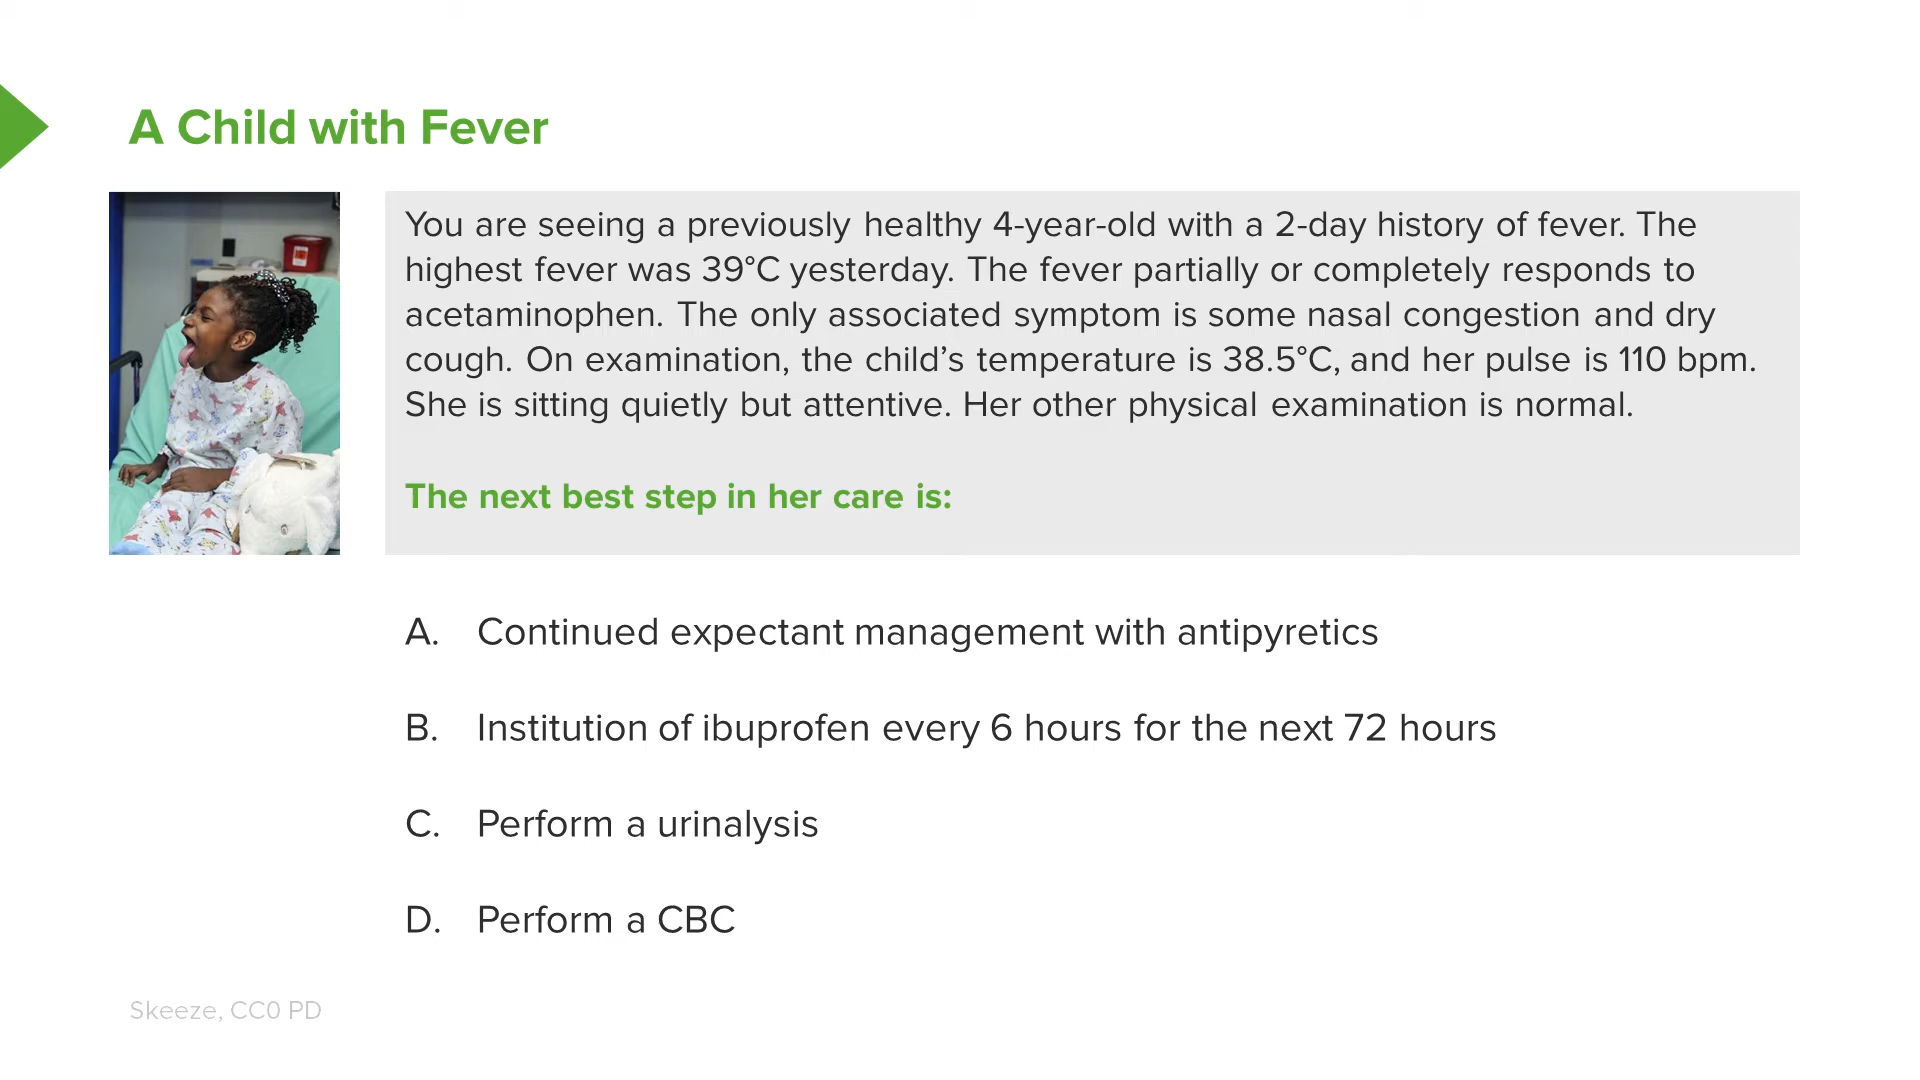 A Child with Fever
You are seeing a previously healthy 4-year-old with a 2-day history of fever. The
highest fever was 39°C yesterday. The fever partially or completely responds to
acetaminophen. The only associated symptom is some nasal congestion and dry
cough. On examination, the child’s temperature is 38.5°C, and her pulse is 110 bpm.
She is sitting quietly but attentive. Her other physical examination is normal.
The next best step in her care is:
A. Continued expectant management with antipyretics
B. Institution of ibuprofen every 6 hours for the next 72 hours
C. Perform a urinalysis
D. Perform a CBC
Skeeze, CC0 PD